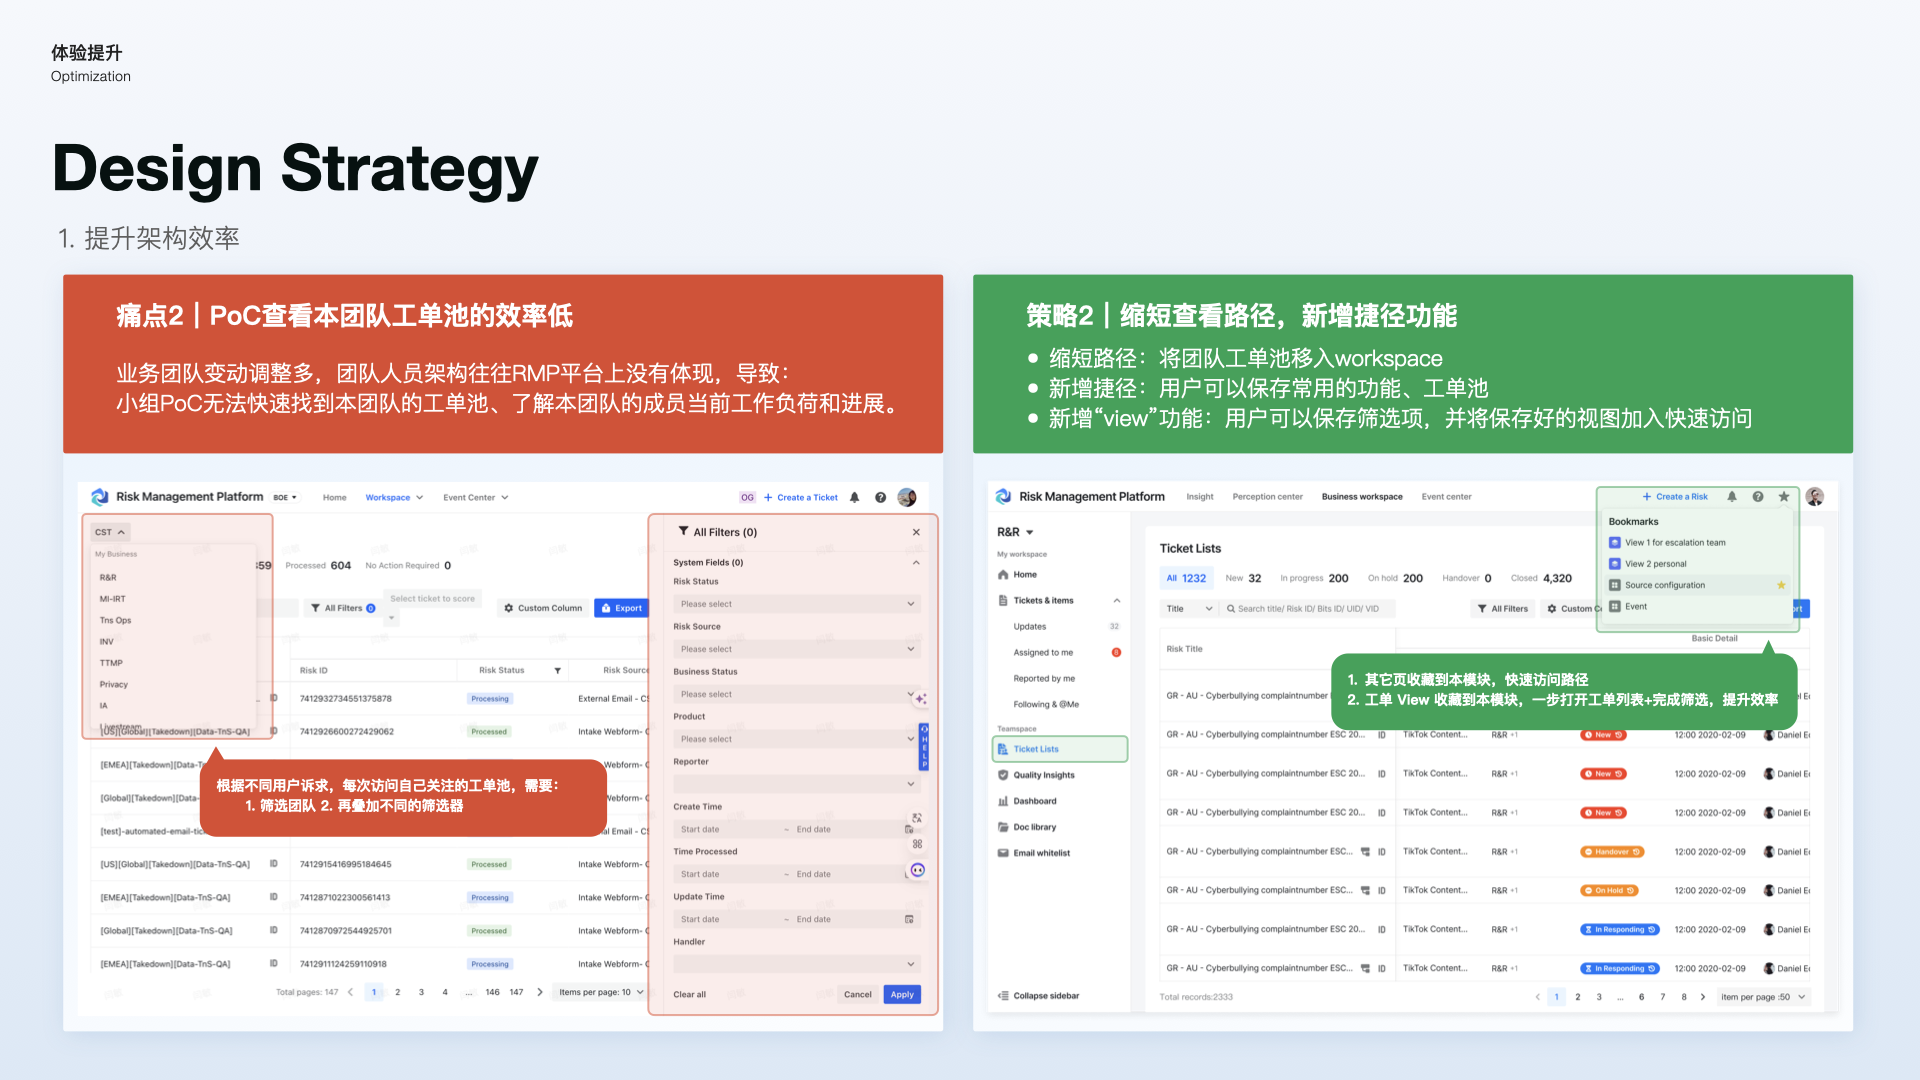 体验提升
Optimization
Design Strategy
1. 提升架构效率
痛点2｜PoC查看本团队工单池的效率低
业务团队变动调整多，团队人员架构往往RMP平台上没有体现，导致：
小组PoC无法快速找到本团队的工单池、了解本团队的成员当前工作负荷和进展。
Risk Management Platform BOE Home Workspace Event Center OG + Create a Ticket
CST
My Business
R&R
MI-IRT
Tns Ops
INV
TTMP
Privacy
IA
Livestream
359 Processed 604 No Action Required 0
All Filters 0 Select ticket to score Custom Column Export
Risk ID Risk Status Risk Source
ID 7412932734551375878 Processing External Email - CS
[US][Global][Takedown][Data-TnS-QA] ID 7412926600272429062 Processed Intake Webform- C
[EMEA][Takedown][Data-Tr Webform- C
[Global][Takedown][Data- Webform- C
[test]-automated-email-tic al Email - CS
[US][Global][Takedown][Data-TnS-QA] ID 7412915416995184645 Processed Intake Webform- C
[EMEA][Takedown][Data-TnS-QA] ID 7412871022300561413 Processing Intake Webform- C
[Global][Takedown][Data-TnS-QA] ID 7412870972544925701 Processed Intake Webform- C
[EMEA][Takedown][Data-TnS-QA] ID 7412911124259110918 Processing Intake Webform- C
Total pages: 147 1 2 3 4 ... 146 147 Items per page: 10
根据不同用户诉求，每次访问自己关注的工单池，需要：
1. 筛选团队 2. 再叠加不同的筛选器
All Filters (0)
System Fields (0)
Risk Status
Please select
Risk Source
Please select
Business Status
Please select
Product
Please select
Reporter
Create Time
Start date ~ End date
Time Processed
Start date ~ End date
Update Time
Start date ~ End date
Handler
Clear all Cancel Apply
HELP
策略2｜缩短查看路径，新增捷径功能
● 缩短路径：将团队工单池移入workspace
● 新增捷径：用户可以保存常用的功能、工单池
● 新增“view”功能：用户可以保存筛选项，并将保存好的视图加入快速访问
Risk Management Platform Insight Perception center Business workspace Event center + Create a Risk
R&R
My workspace
Home
Tickets & items
Updates 32
Assigned to me 8
Reported by me
Following & @Me
Teamspace
Ticket Lists
Quality Insights
Dashboard
Doc library
Email whitelist
Collapse sidebar
Ticket Lists
All 1232 New 32 In progress 200 On hold 200 Handover 0 Closed 4,320
Title Search title/ Risk ID/ Bits ID/ UID/ VID All Filters Custom C ort
Bookmarks
View 1 for escalation team
View 2 personal
Source configuration
Event
Risk Title Basic Detail
1. 其它页收藏到本模块，快速访问路径
2. 工单 View 收藏到本模块，一步打开工单列表+完成筛选，提升效率
GR - AU - Cyberbullying complaintnumber ESC
GR - AU - Cyberbullying complaintnumber ESC 20... ID TikTok Content... R&R +1 New 12:00 2020-02-09 Daniel Ec
GR - AU - Cyberbullying complaintnumber ESC 20... ID TikTok Content... R&R +1 New 12:00 2020-02-09 Daniel Ec
GR - AU - Cyberbullying complaintnumber ESC 20... ID TikTok Content... R&R +1 New 12:00 2020-02-09 Daniel Ec
GR - AU - Cyberbullying complaintnumber ESC... ID TikTok Content... R&R +1 Handover 12:00 2020-02-09 Daniel Ec
GR - AU - Cyberbullying complaintnumber ESC... ID TikTok Content... R&R +1 On Hold 12:00 2020-02-09 Daniel Ec
GR - AU - Cyberbullying complaintnumber ESC 20... ID TikTok Content... R&R +1 In Responding 12:00 2020-02-09 Daniel Ec
GR - AU - Cyberbullying complaintnumber ESC... ID TikTok Content... R&R +1 In Responding 12:00 2020-02-09 Daniel Ec
Total records:2333 1 2 3 ... 6 7 8 Item per page :50